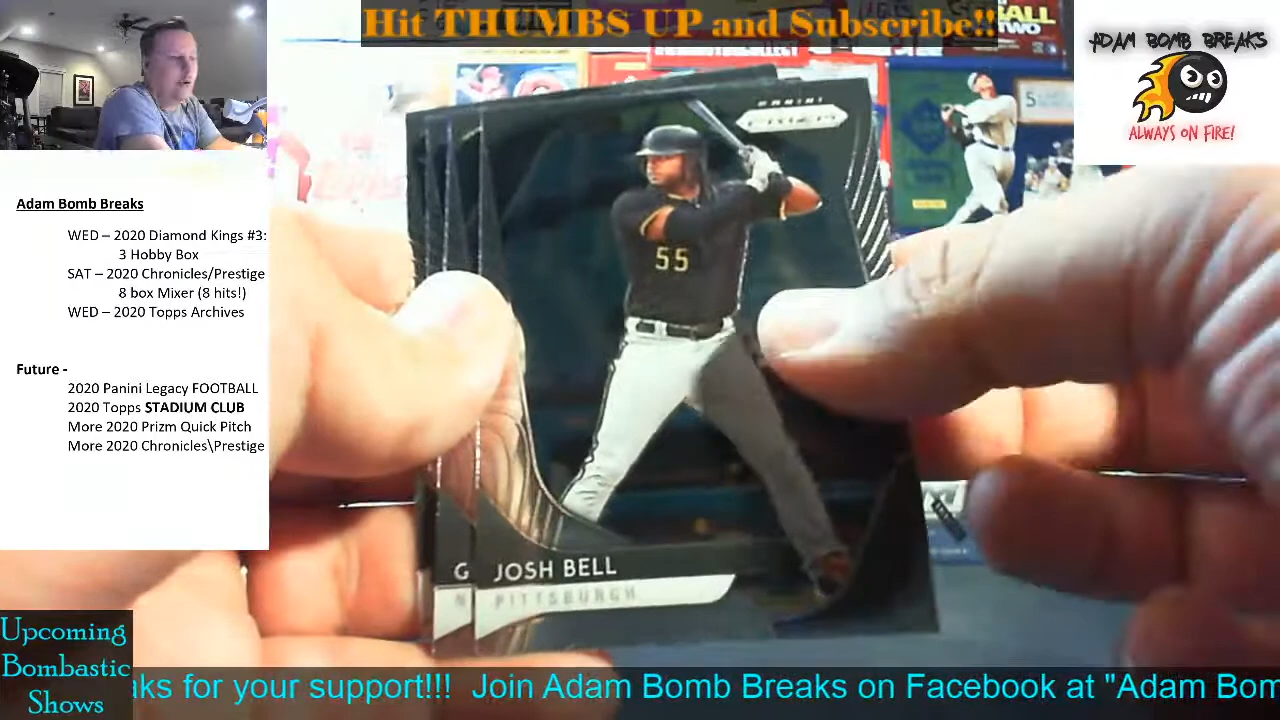 Hit THUMBS UP and Subscribe!!
ADAM BOMB BREAKS
ALWAYS ON FIRE!
Adam Bomb Breaks
WED – 2020 Diamond Kings #3:
3 Hobby Box
SAT – 2020 Chronicles/Prestige
8 box Mixer (8 hits!)
WED – 2020 Topps Archives
Future -
2020 Panini Legacy FOOTBALL
2020 Topps STADIUM CLUB
More 2020 Prizm Quick Pitch
More 2020 Chronicles\Prestige
PANINI
PRIZM
55
G JOSH BELL
N PITTSBURGH
Upcoming
Bombastic
Shows
aks for your support!!! Join Adam Bomb Breaks on Facebook at "Adam Bom